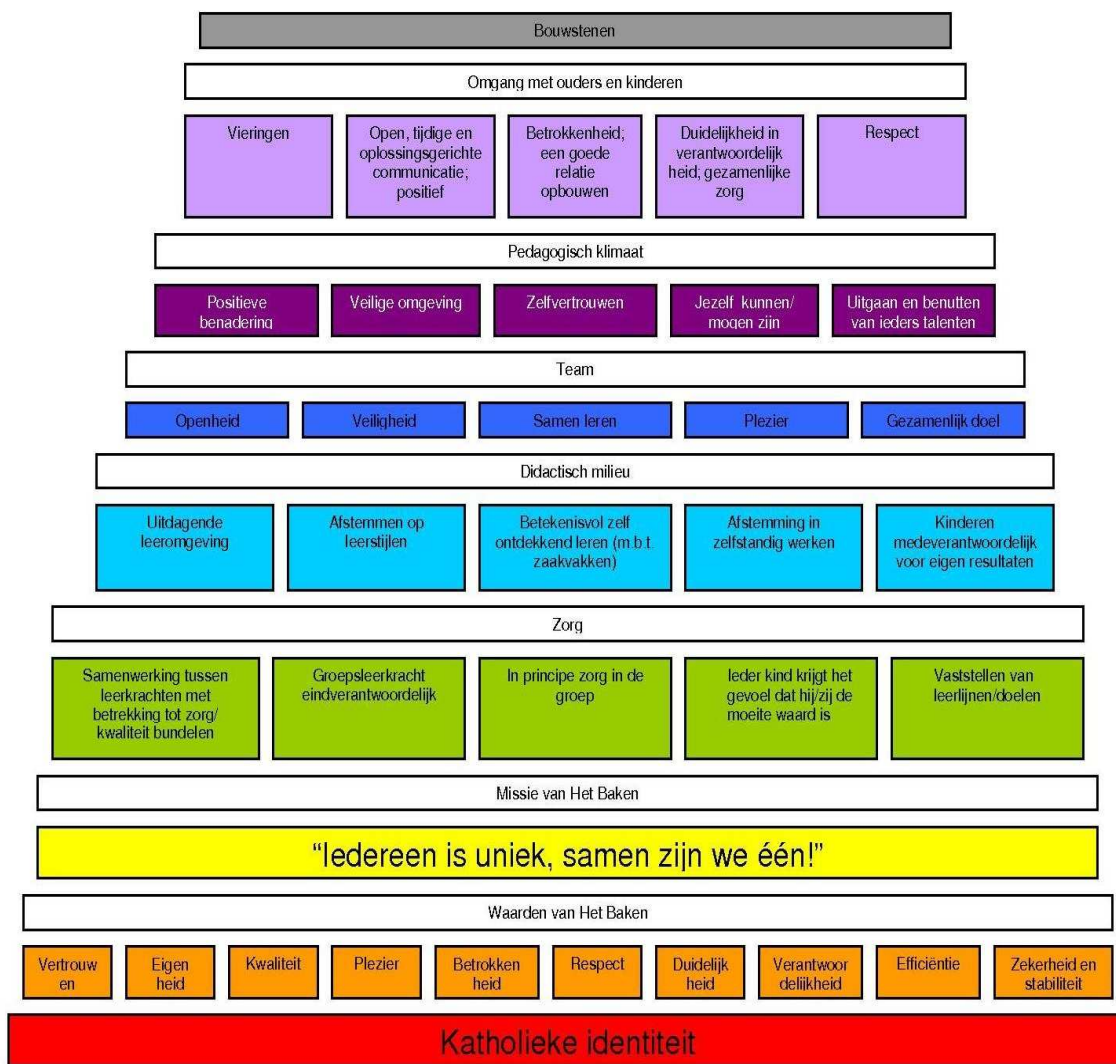 Bouwstenen
Omgang met ouders en kinderen
Vieringen
Open, tijdige en
oplossingsgerichte
communicatie;
positief
Betrokkenheid;
een goede
relatie
opbouwen
Duidelijkheid in
verantwoordelijk
heid; gezamenlijke
zorg
Respect
Pedagogisch klimaat
Positieve
benadering
Veilige omgeving
Zelfvertrouwen
Jezelf kunnen/
mogen zijn
Uitgaan en benutten
van ieders talenten
Team
Openheid
Veiligheid
Samen leren
Plezier
Gezamenlijk doel
Didactisch milieu
Uitdagende
leeromgeving
Afstemmen op
leerstijlen
Betekenisvol zelf
ontdekkend leren (m.b.t.
zaakvakken)
Afstemming in
zelfstandig werken
Kinderen
medeverantwoordelijk
voor eigen resultaten
Zorg
Samenwerking tussen
leerkrachten met
betrekking tot zorg/
kwaliteit bundelen
Groepsleerkracht
eindverantwoordelijk
In principe zorg in de
groep
Ieder kind krijgt het
gevoel dat hij/zij de
moeite waard is
Vaststellen van
leerlijnen/doelen
Missie van Het Baken
“Iedereen is uniek, samen zijn we één!”
Waarden van Het Baken
Vertrouw
en
Eigen
heid
Kwaliteit
Plezier
Betrokken
heid
Respect
Duidelijk
heid
Verantwoor
delijkheid
Efficiëntie
Zekerheid en
stabiliteit
Katholieke identiteit